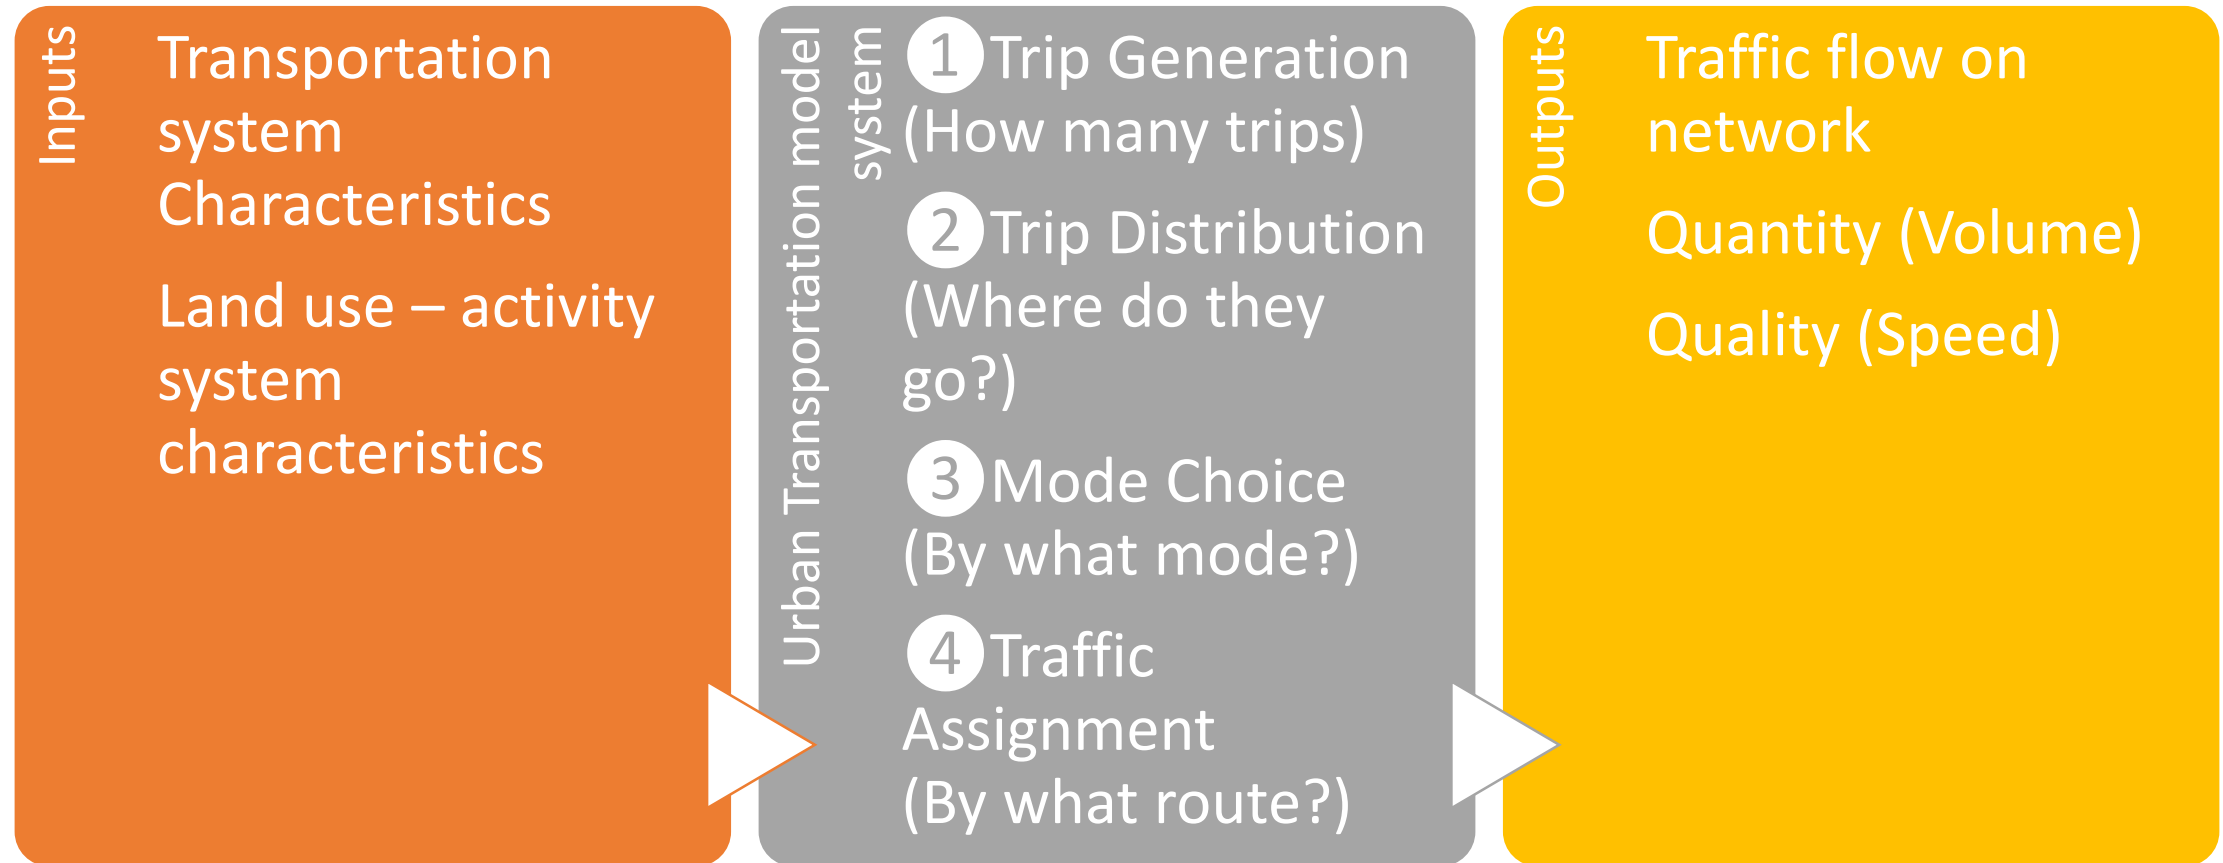 Inputs
Transportation
system
Characteristics
Land use – activity
system
characteristics
Urban Transportation model
system
1 Trip Generation
(How many trips)
2 Trip Distribution
(Where do they
go?)
3 Mode Choice
(By what mode?)
4 Traffic
Assignment
(By what route?)
Outputs
Traffic flow on
network
Quantity (Volume)
Quality (Speed)